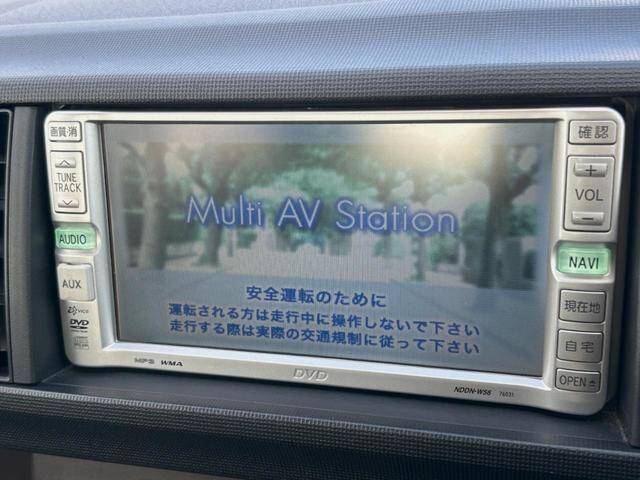 画質・消
TUNE
TRACK
AUDIO
AUX
VICS
DVD
MP3 WMA
DVD
NDDN-W56 76031
Multi AV Station
安全運転のために
運転される方は走行中に操作しないで下さい
走行する際は実際の交通規制に従って下さい
確認
+
VOL
−
NAVI
現在地
自宅
OPEN